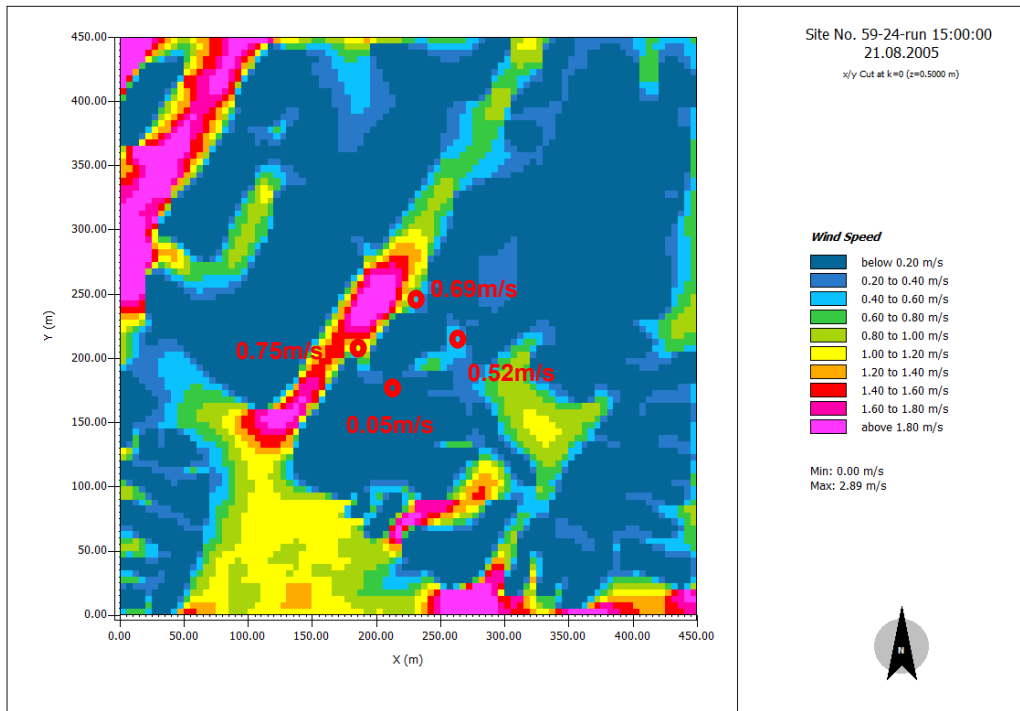 Site No. 59-24-run 15:00:00
21.08.2005
x/y Cut at k=0 (z=0.5000 m)
450.00
400.00
350.00
300.00
250.00
200.00
150.00
100.00
50.00
0.00
Y (m)
0.69m/s
0.75m/s
0.52m/s
0.05m/s
0.00 50.00 100.00 150.00 200.00 250.00 300.00 350.00 400.00 450.00
X (m)
Wind Speed
below 0.20 m/s
0.20 to 0.40 m/s
0.40 to 0.60 m/s
0.60 to 0.80 m/s
0.80 to 1.00 m/s
1.00 to 1.20 m/s
1.20 to 1.40 m/s
1.40 to 1.60 m/s
1.60 to 1.80 m/s
above 1.80 m/s
Min: 0.00 m/s
Max: 2.89 m/s
N